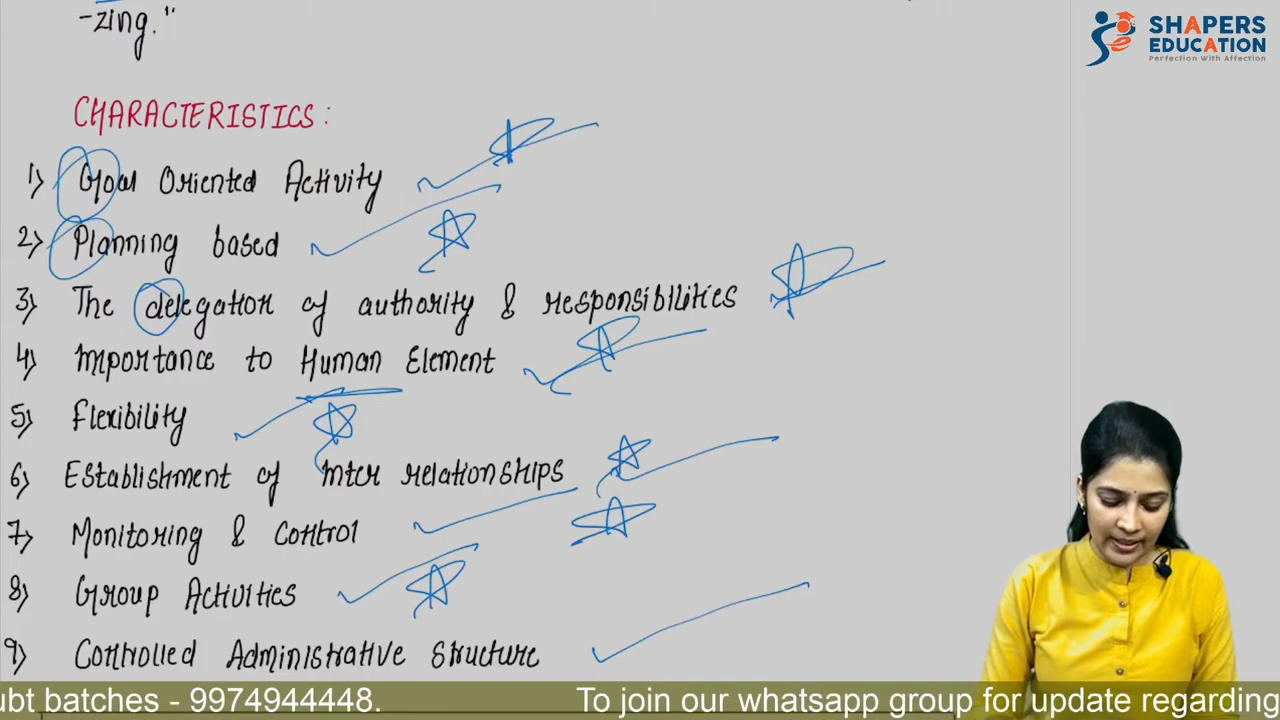 -zing."
SHAPERS
EDUCATION
Perfection With Affection
CHARACTERISTICS :
1) Goal Oriented Activity
2) Planning based
3) The delegation of authority & responsibilities
4) Importance to Human Element
5) Flexibility
6) Establishment of Inter relationships
7) Monitoring & Control
8) Group Activities
9) Controlled Administrative Structure
ubt batches - 9974944448. To join our whatsapp group for update regarding